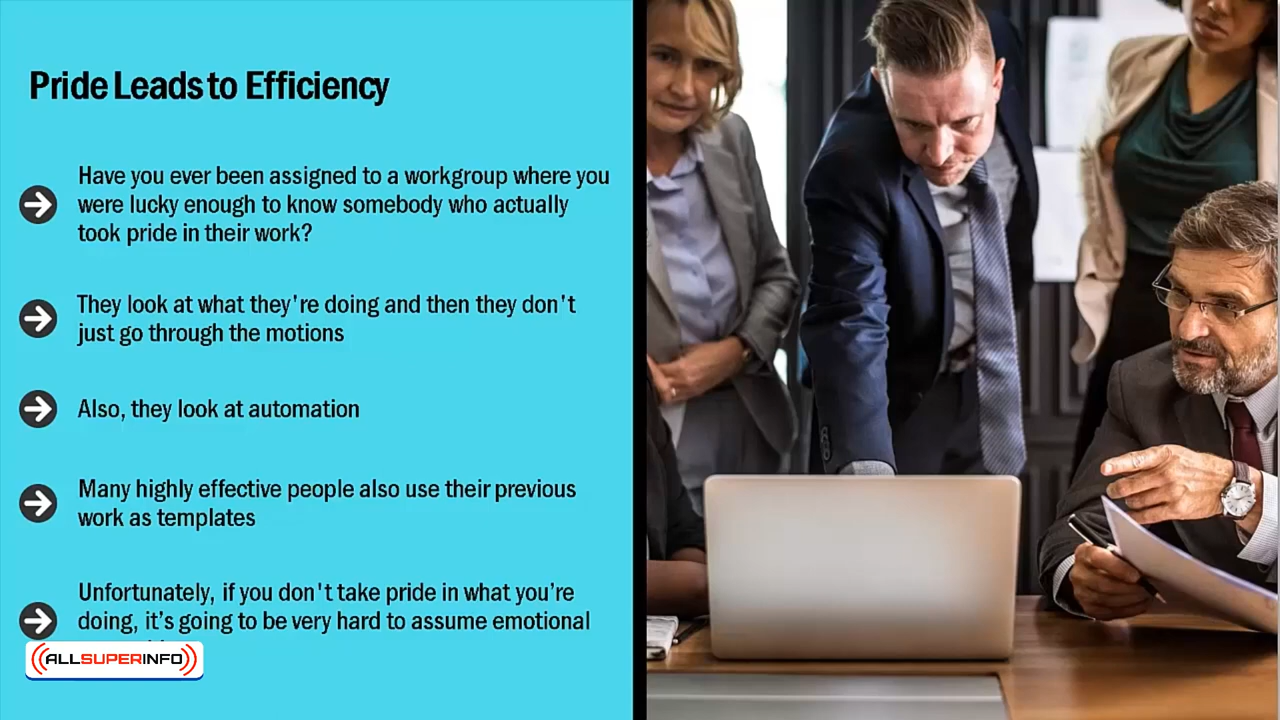 Pride Leads to Efficiency
Have you ever been assigned to a workgroup where you
were lucky enough to know somebody who actually
took pride in their work?
They look at what they're doing and then they don't
just go through the motions
Also, they look at automation
Many highly effective people also use their previous
work as templates
Unfortunately, if you don't take pride in what you're
doing, it's going to be very hard to assume emotional
ALLSUPERINFO